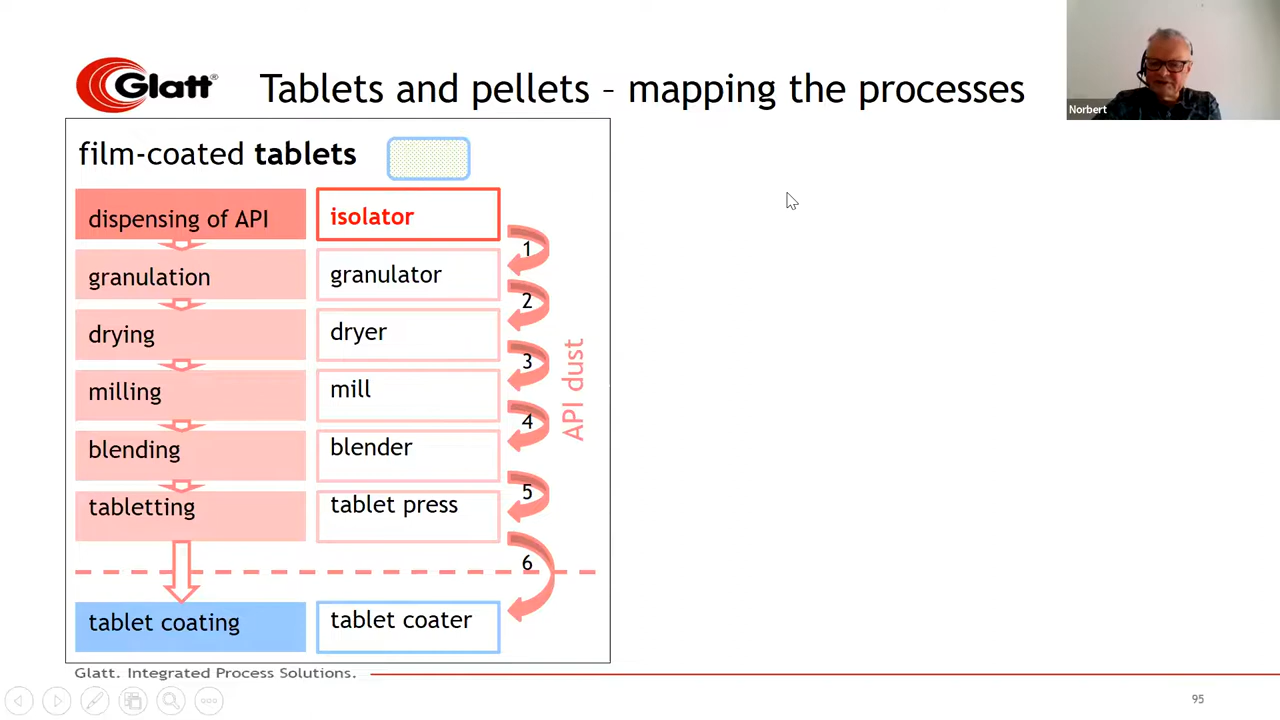 Glatt®
Tablets and pellets – mapping the processes
Norbert
film-coated tablets
dispensing of API
isolator
1
granulation
granulator
2
drying
dryer
3
milling
mill
4
blending
blender
5
tabletting
tablet press
6
tablet coating
tablet coater
API dust
Glatt. Integrated Process Solutions.
95